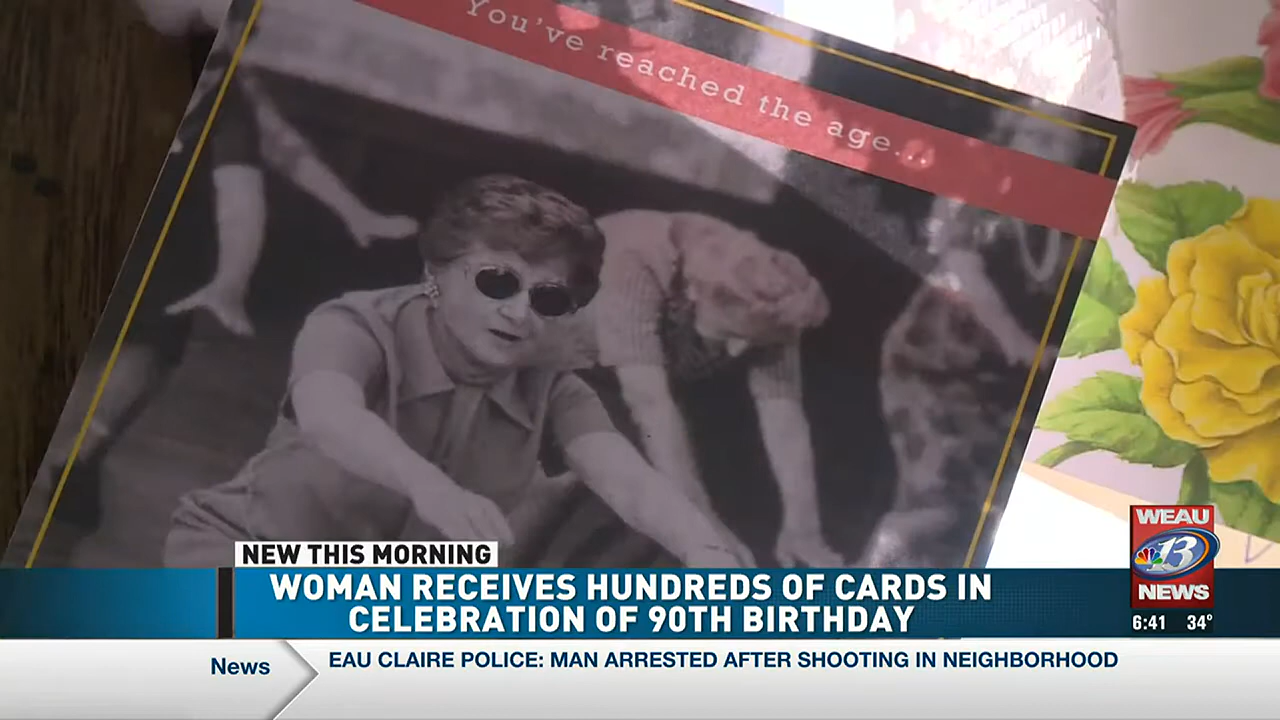 You've reached the age...
NEW THIS MORNING
WOMAN RECEIVES HUNDREDS OF CARDS IN
CELEBRATION OF 90TH BIRTHDAY
WEAU
13
NEWS
6:41 34°
News
EAU CLAIRE POLICE: MAN ARRESTED AFTER SHOOTING IN NEIGHBORHOOD